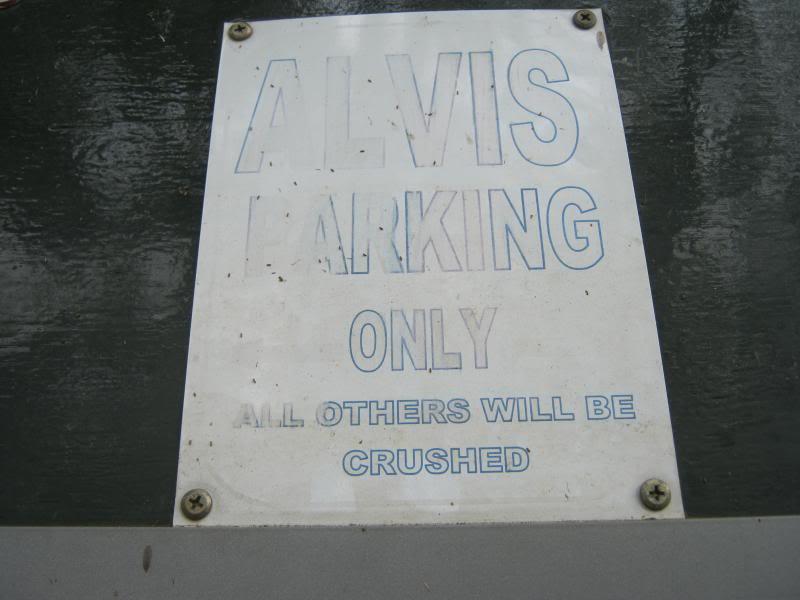 ALVIS
PARKING
ONLY
ALL OTHERS WILL BE
CRUSHED